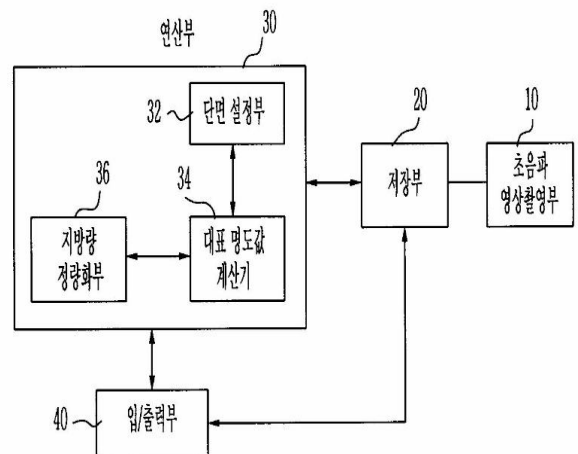 연산부
30
32
단면 설정부
20
10
저장부
초음파
영상촬영부
36
34
지방량
정량화부
대표 명도값
계산기
40
입/출력부